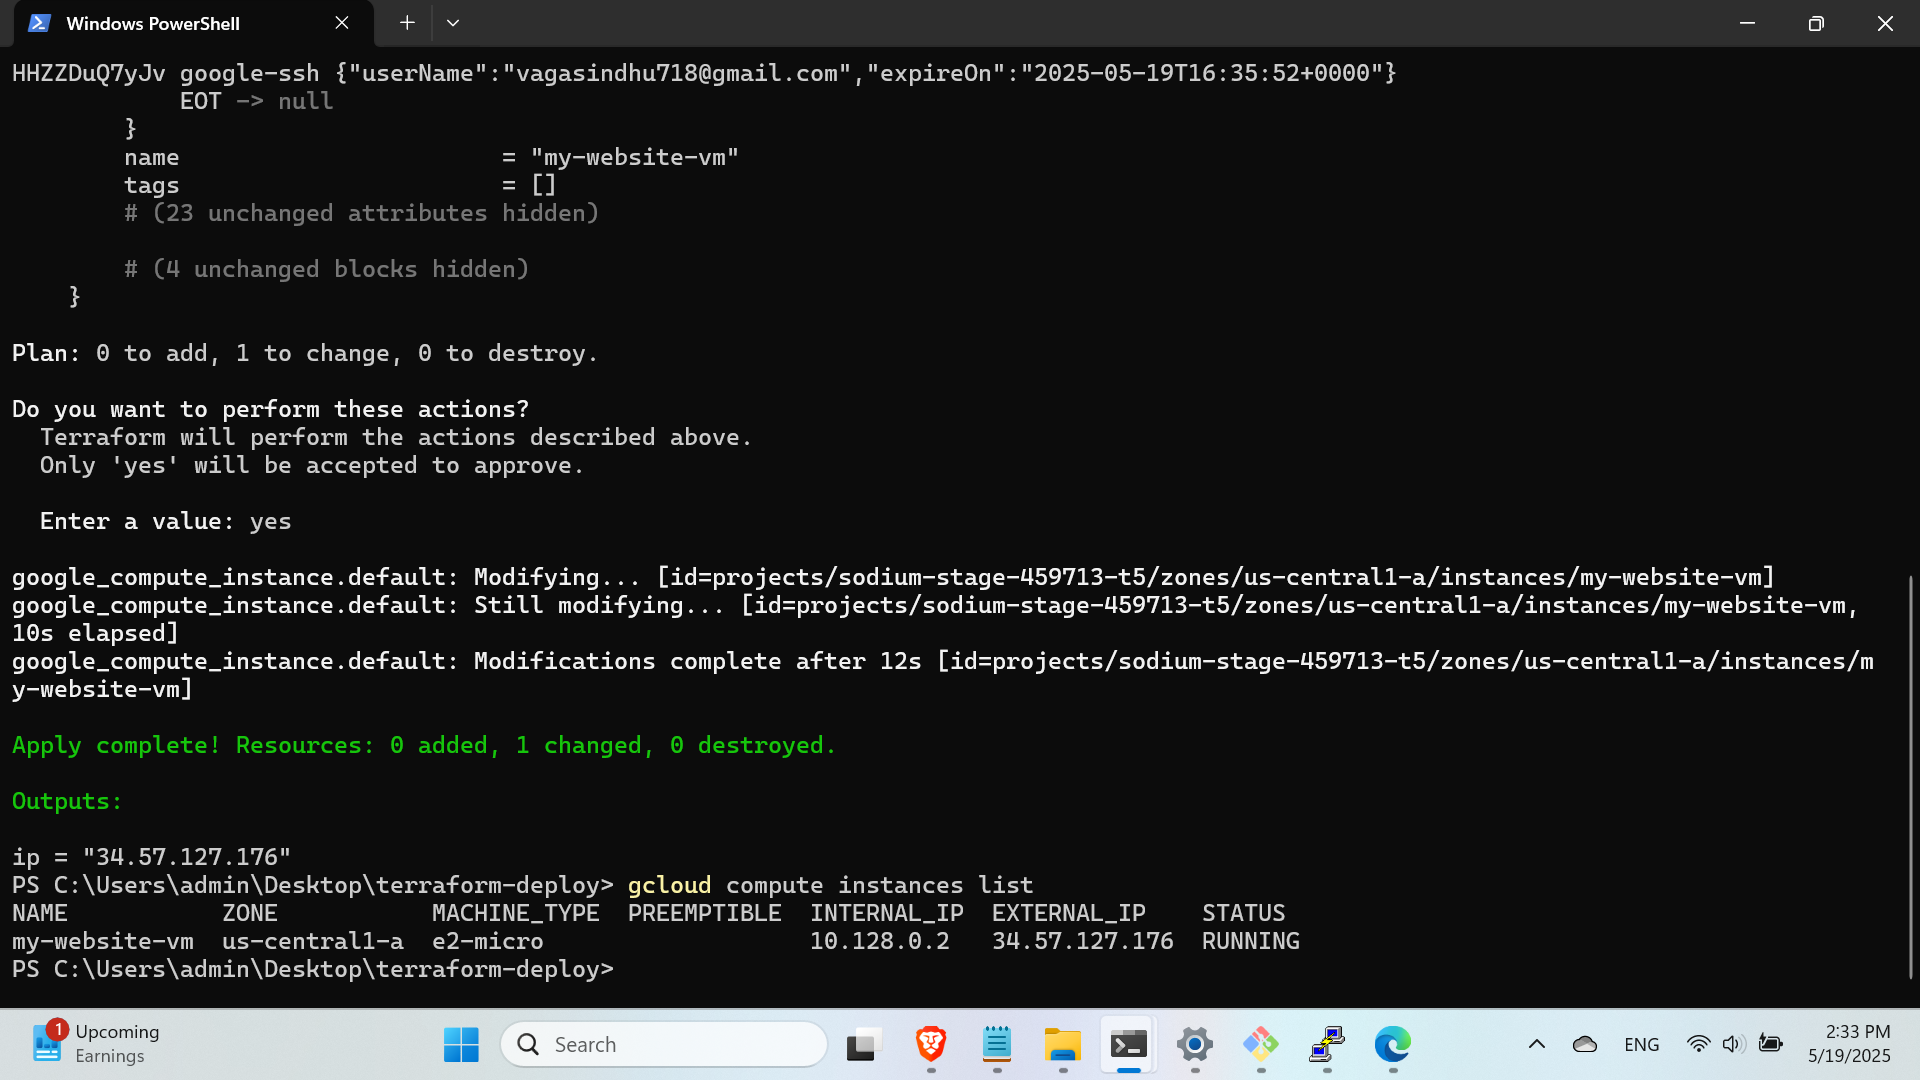 Windows PowerShell
HHZZDuQ7yJv google-ssh {"userName":"vagasindhu718@gmail.com","expireOn":"2025-05-19T16:35:52+0000"}
EOT -> null
}
name = "my-website-vm"
tags = []
# (23 unchanged attributes hidden)
# (4 unchanged blocks hidden)
}
Plan: 0 to add, 1 to change, 0 to destroy.
Do you want to perform these actions?
Terraform will perform the actions described above.
Only 'yes' will be accepted to approve.
Enter a value: yes
google_compute_instance.default: Modifying... [id=projects/sodium-stage-459713-t5/zones/us-central1-a/instances/my-website-vm]
google_compute_instance.default: Still modifying... [id=projects/sodium-stage-459713-t5/zones/us-central1-a/instances/my-website-vm,
10s elapsed]
google_compute_instance.default: Modifications complete after 12s [id=projects/sodium-stage-459713-t5/zones/us-central1-a/instances/m
y-website-vm]
Apply complete! Resources: 0 added, 1 changed, 0 destroyed.
Outputs:
ip = "34.57.127.176"
PS C:\Users\admin\Desktop\terraform-deploy> gcloud compute instances list
NAME ZONE MACHINE_TYPE PREEMPTIBLE INTERNAL_IP EXTERNAL_IP STATUS
my-website-vm us-central1-a e2-micro 10.128.0.2 34.57.127.176 RUNNING
PS C:\Users\admin\Desktop\terraform-deploy>
1
Upcoming
Earnings
Search
ENG
2:33 PM
5/19/2025